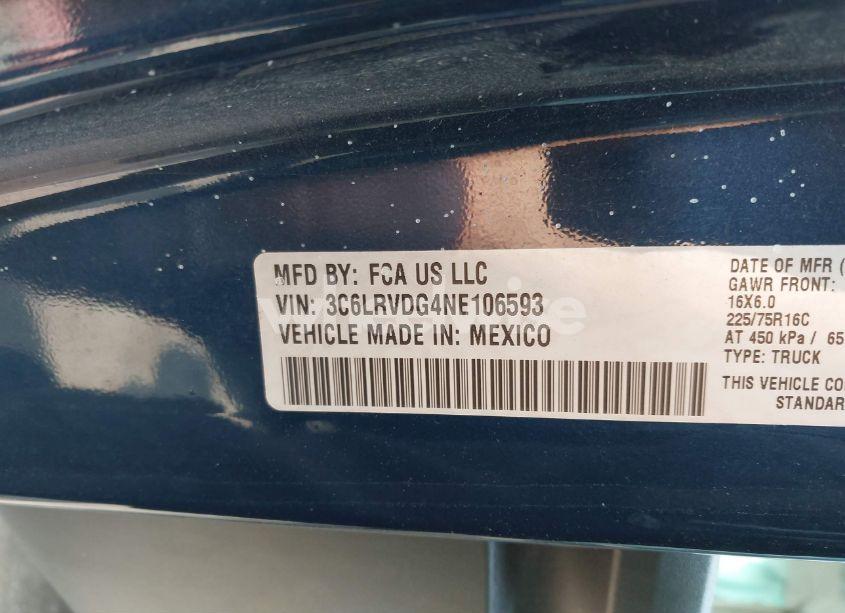 MFD BY: FCA US LLC
VIN: 3C6LRVDG4NE106593
VEHICLE MADE IN: MEXICO
DATE OF MFR (
GAWR FRONT:
16X6.0
225/75R16C
AT 450 kPa / 65
TYPE: TRUCK
THIS VEHICLE CO
STANDAR